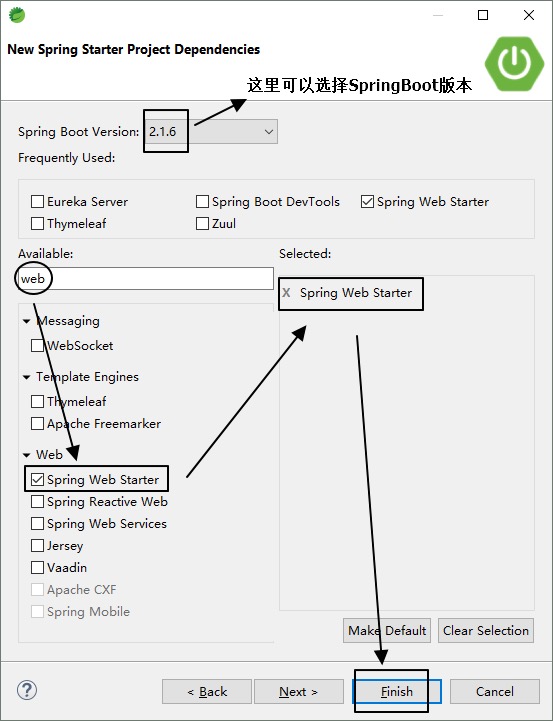 New Spring Starter Project Dependencies
这里可以选择SpringBoot版本
Spring Boot Version: 2.1.6
Frequently Used:
Eureka Server Spring Boot DevTools Spring Web Starter
Thymeleaf Zuul
Available: Selected:
web
X Spring Web Starter
Messaging
WebSocket
Template Engines
Thymeleaf
Apache Freemarker
Web
Spring Web Starter
Spring Reactive Web
Spring Web Services
Jersey
Vaadin
Apache CXF
Spring Mobile
Make Default Clear Selection
? < Back Next > Finish Cancel